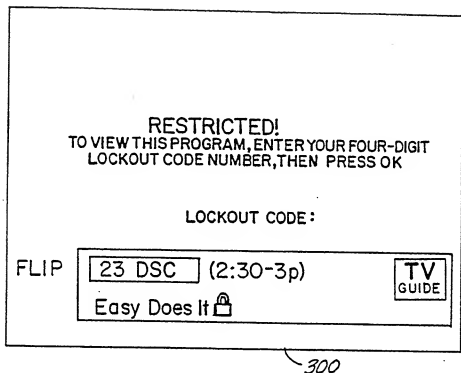 RESTRICTED!
TO VIEW THIS PROGRAM, ENTER YOUR FOUR-DIGIT
LOCKOUT CODE NUMBER, THEN PRESS OK
LOCKOUT CODE:
FLIP 23 DSC (2:30-3p) TV
GUIDE
Easy Does It
300